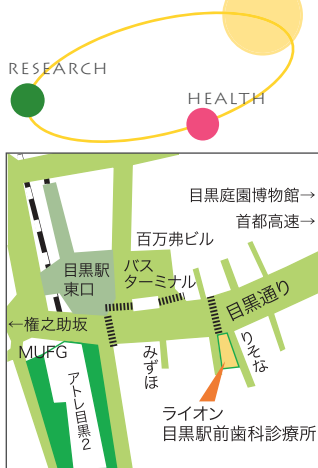 RESEARCH
HEALTH
目黒庭園博物館→
首都高速→
百万弗ビル
目黒駅
東口
バス
ターミナル
目黒通り
←権之助坂
MUFG
みずほ
りそな
アトレ目黒2
ライオン
目黒駅前歯科診療所